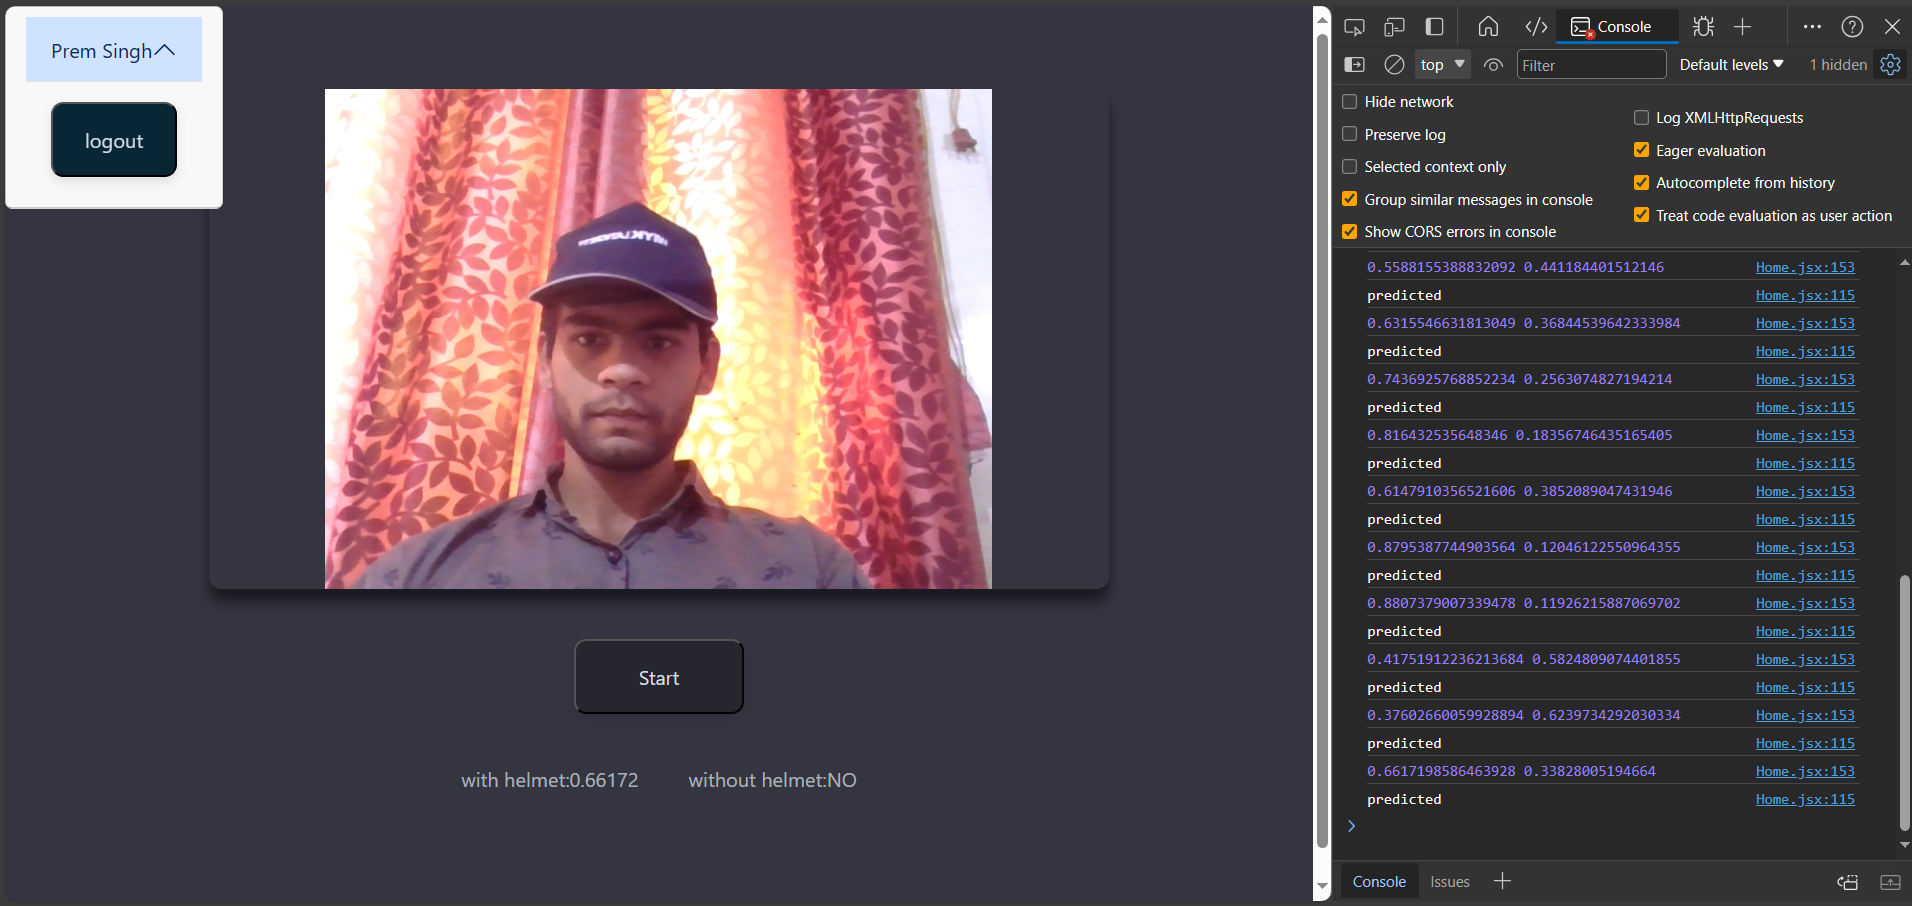 Prem Singh
logout
Start
with helmet:0.66172 without helmet:NO
Console
top
Filter
Default levels
1 hidden
Hide network
Preserve log
Selected context only
Group similar messages in console
Show CORS errors in console
Log XMLHttpRequests
Eager evaluation
Autocomplete from history
Treat code evaluation as user action
0.5588155388832092 0.441184401512146 Home.jsx:153
predicted Home.jsx:115
0.6315546631813049 0.36844539642333984 Home.jsx:153
predicted Home.jsx:115
0.7436925768852234 0.2563074827194214 Home.jsx:153
predicted Home.jsx:115
0.816432535648346 0.18356746435165405 Home.jsx:153
predicted Home.jsx:115
0.6147910356521606 0.3852089047431946 Home.jsx:153
predicted Home.jsx:115
0.8795387744903564 0.12046122550964355 Home.jsx:153
predicted Home.jsx:115
0.8807379007339478 0.11926215887069702 Home.jsx:153
predicted Home.jsx:115
0.41751912236213684 0.5824809074401855 Home.jsx:153
predicted Home.jsx:115
0.37602660059928894 0.6239734292030334 Home.jsx:153
predicted Home.jsx:115
0.6617198586463928 0.33828005194664 Home.jsx:153
predicted Home.jsx:115
Console Issues